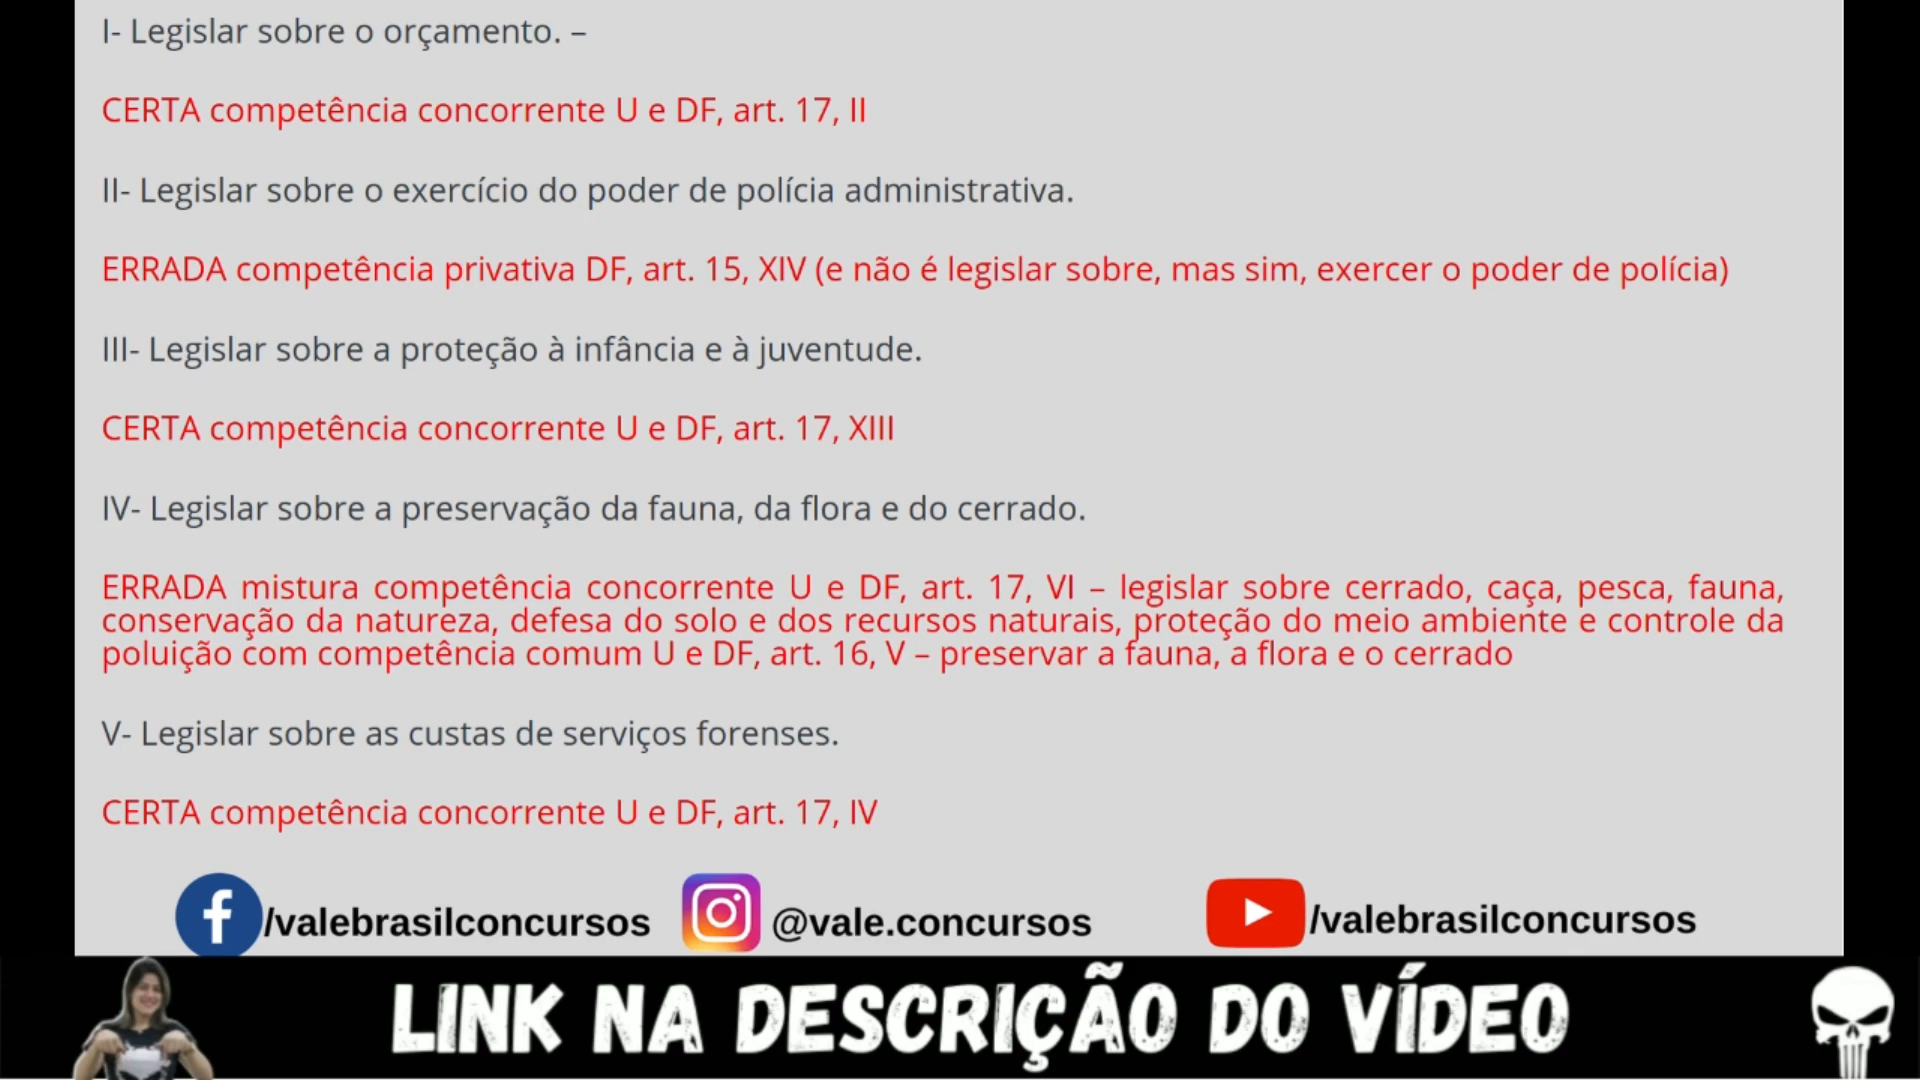 I- Legislar sobre o orçamento. –
CERTA competência concorrente U e DF, art. 17, II
II- Legislar sobre o exercício do poder de polícia administrativa.
ERRADA competência privativa DF, art. 15, XIV (e não é legislar sobre, mas sim, exercer o poder de polícia)
III- Legislar sobre a proteção à infância e à juventude.
CERTA competência concorrente U e DF, art. 17, XIII
IV- Legislar sobre a preservação da fauna, da flora e do cerrado.
ERRADA mistura competência concorrente U e DF, art. 17, VI – legislar sobre cerrado, caça, pesca, fauna,
conservação da natureza, defesa do solo e dos recursos naturais, proteção do meio ambiente e controle da
poluição com competência comum U e DF, art. 16, V – preservar a fauna, a flora e o cerrado
V- Legislar sobre as custas de serviços forenses.
CERTA competência concorrente U e DF, art. 17, IV
/valebrasilconcursos @vale.concursos /valebrasilconcursos
LINK NA DESCRIÇÃO DO VÍDEO